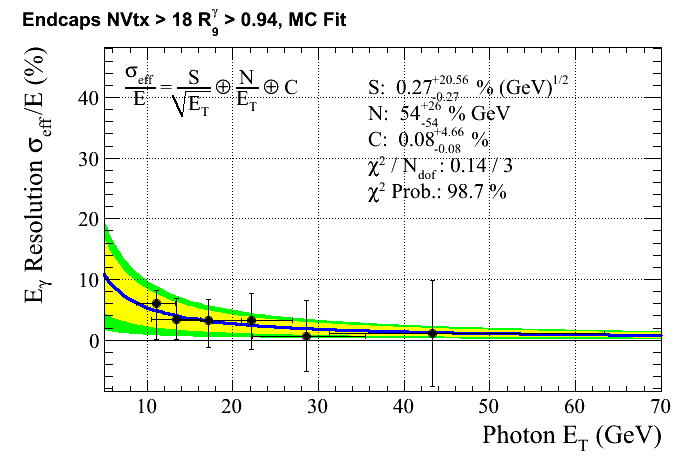 Endcaps NVtx > 18 R₉^γ > 0.94, MC Fit
σ_eff/E = S/√E_T ⊕ N/E_T ⊕ C
S: 0.27 +20.56 -0.27 % (GeV)^1/2
N: 54 +26 -54 % GeV
C: 0.08 +4.66 -0.08 %
χ² / N_dof : 0.14 / 3
χ² Prob.: 98.7 %
E_γ Resolution σ_eff/E (%)
40
30
20
10
0
10 20 30 40 50 60 70
Photon E_T (GeV)